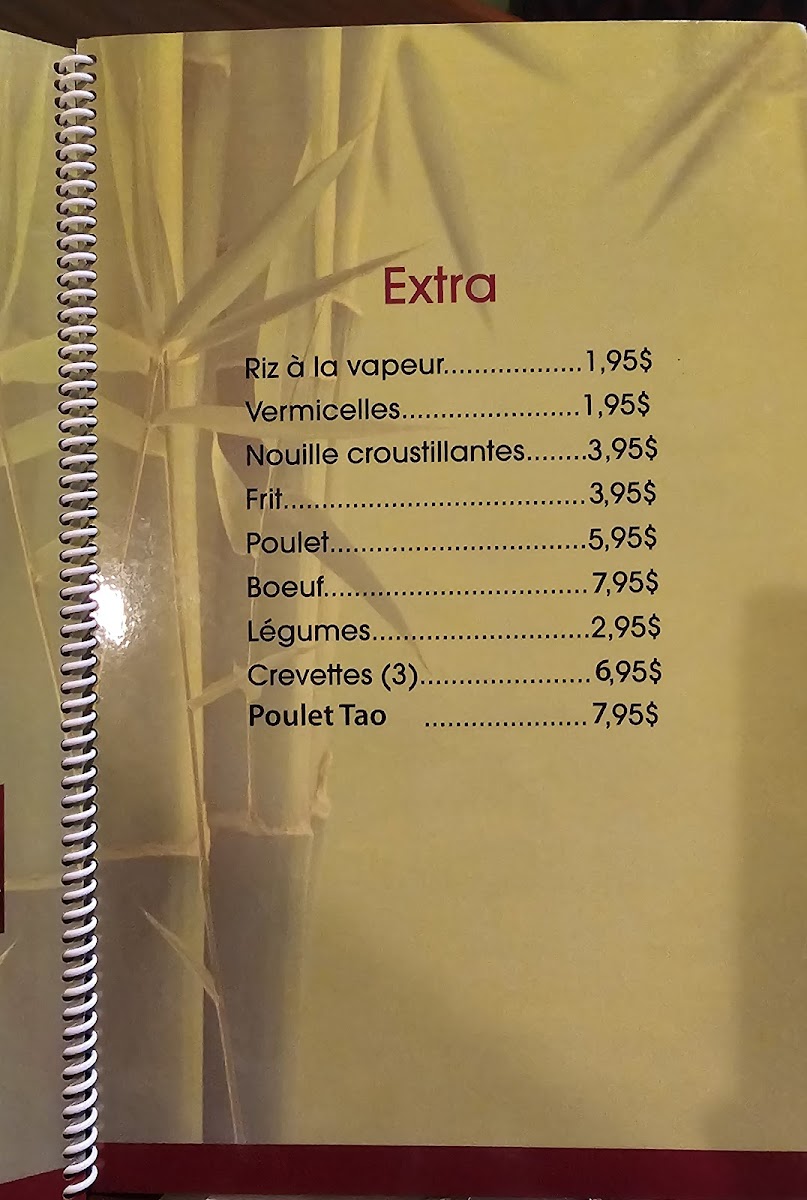 Extra
Riz à la vapeur..................1,95$
Vermicelles.......................1,95$
Nouille croustillantes........3,95$
Frit.......................................3,95$
Poulet.................................5,95$
Boeuf..................................7,95$
Légumes............................2,95$
Crevettes (3)......................6,95$
Poulet Tao .....................7,95$